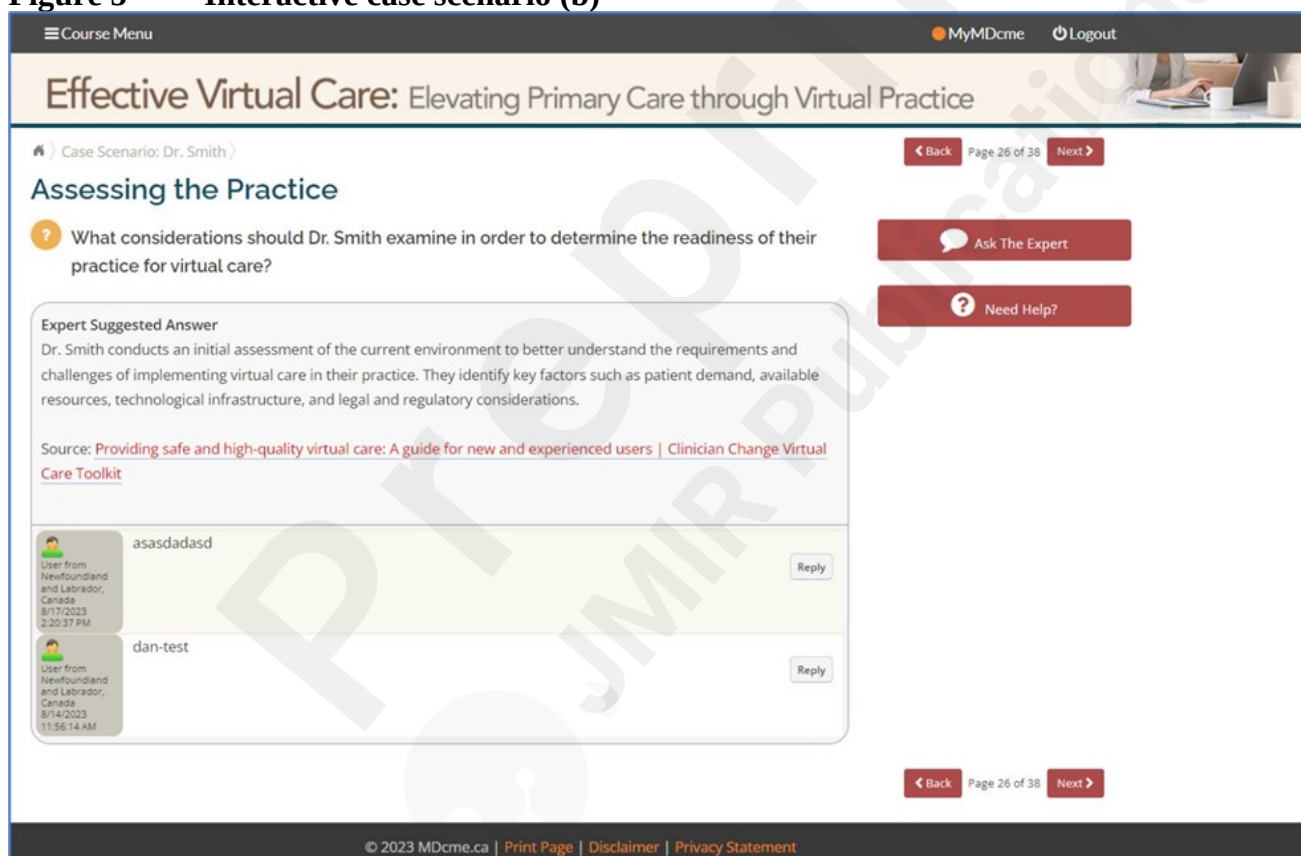 Figure 3 Interactive case scenario (b)
Course Menu MyMDcme Logout
Effective Virtual Care: Elevating Primary Care through Virtual Practice
Case Scenario: Dr. Smith
Back Page 26 of 38 Next
Assessing the Practice
? What considerations should Dr. Smith examine in order to determine the readiness of their
practice for virtual care?
Ask The Expert
? Need Help?
Expert Suggested Answer
Dr. Smith conducts an initial assessment of the current environment to better understand the requirements and
challenges of implementing virtual care in their practice. They identify key factors such as patient demand, available
resources, technological infrastructure, and legal and regulatory considerations.
Source: Providing safe and high-quality virtual care: A guide for new and experienced users | Clinician Change Virtual
Care Toolkit
asasdadasd
Reply
User from
Newfoundland
and Labrador,
Canada
8/17/2023
2:20:37 PM
dan-test
Reply
User from
Newfoundland
and Labrador,
Canada
8/14/2023
11:56:14 AM
Back Page 26 of 38 Next
© 2023 MDcme.ca | Print Page | Disclaimer | Privacy Statement
Preprint
JMIR Publications